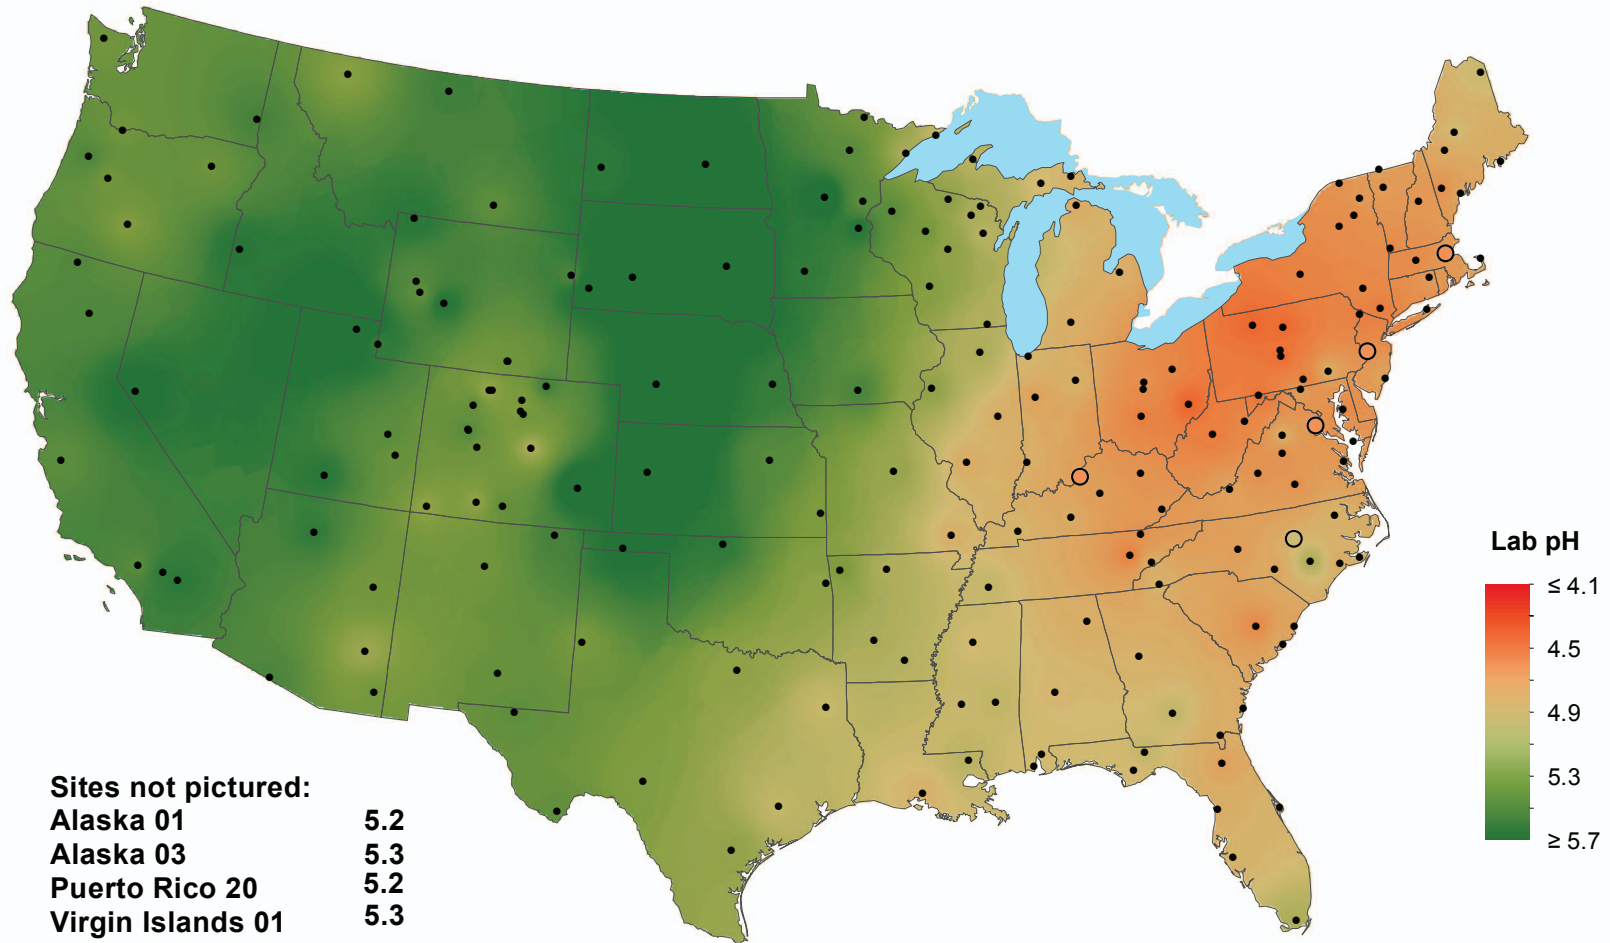 Lab pH
≤ 4.1
4.5
4.9
5.3
≥ 5.7
Sites not pictured:
Alaska 01 5.2
Alaska 03 5.3
Puerto Rico 20 5.2
Virgin Islands 01 5.3